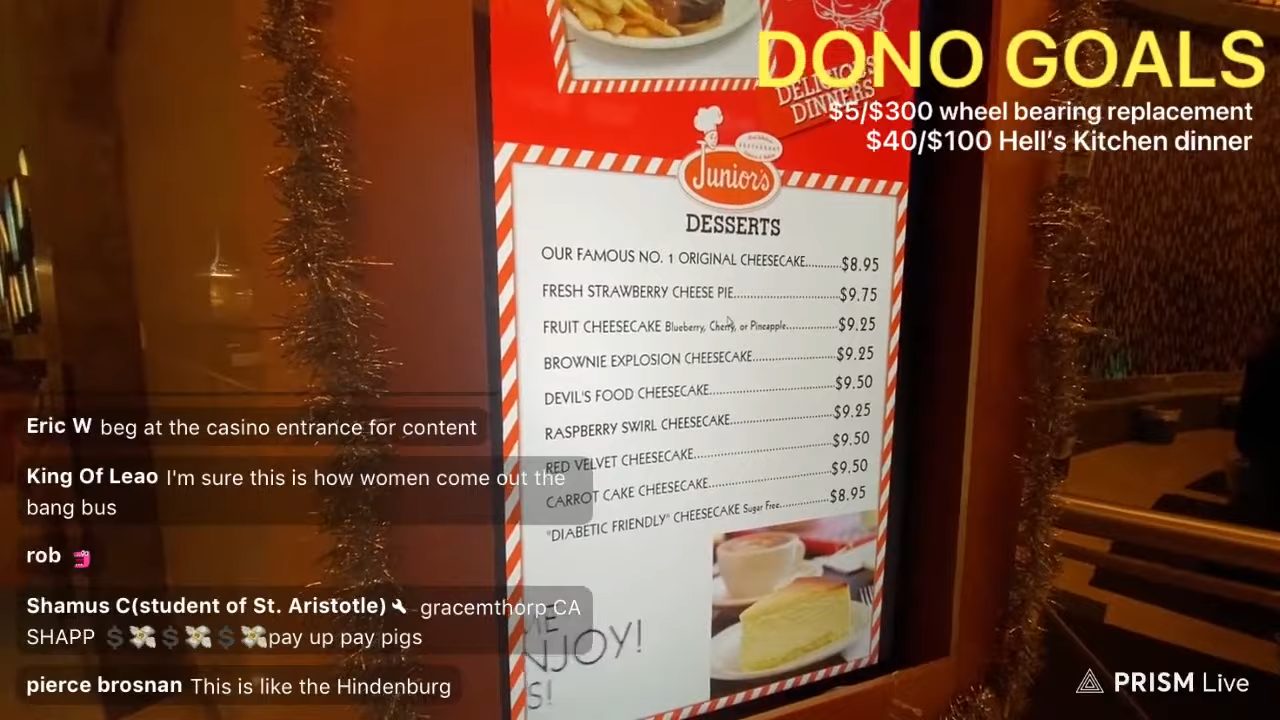 DONO GOALS
$5/$300 wheel bearing replacement
$40/$100 Hell's Kitchen dinner
DELICIOUS
DINNERS
Junior's
DESSERTS
OUR FAMOUS NO. 1 ORIGINAL CHEESECAKE..........$8.95
FRESH STRAWBERRY CHEESE PIE..............................$9.75
FRUIT CHEESECAKE Blueberry, Cherry, or Pineapple..............$9.25
BROWNIE EXPLOSION CHEESECAKE.......................$9.25
DEVIL'S FOOD CHEESECAKE...................................$9.50
RASPBERRY SWIRL CHEESECAKE.............................$9.25
RED VELVET CHEESECAKE.......................................$9.50
CARROT CAKE CHEESECAKE...................................$9.50
"DIABETIC FRIENDLY" CHEESECAKE Sugar Free................$8.95
NJOY!
S!
Eric W beg at the casino entrance for content
King Of Leao I'm sure this is how women come out the
bang bus
rob
Shamus C(student of St. Aristotle) gracemthorp CA
SHAPP 💲💸💲💸💲💸pay up pay pigs
pierce brosnan This is like the Hindenburg
PRISM Live